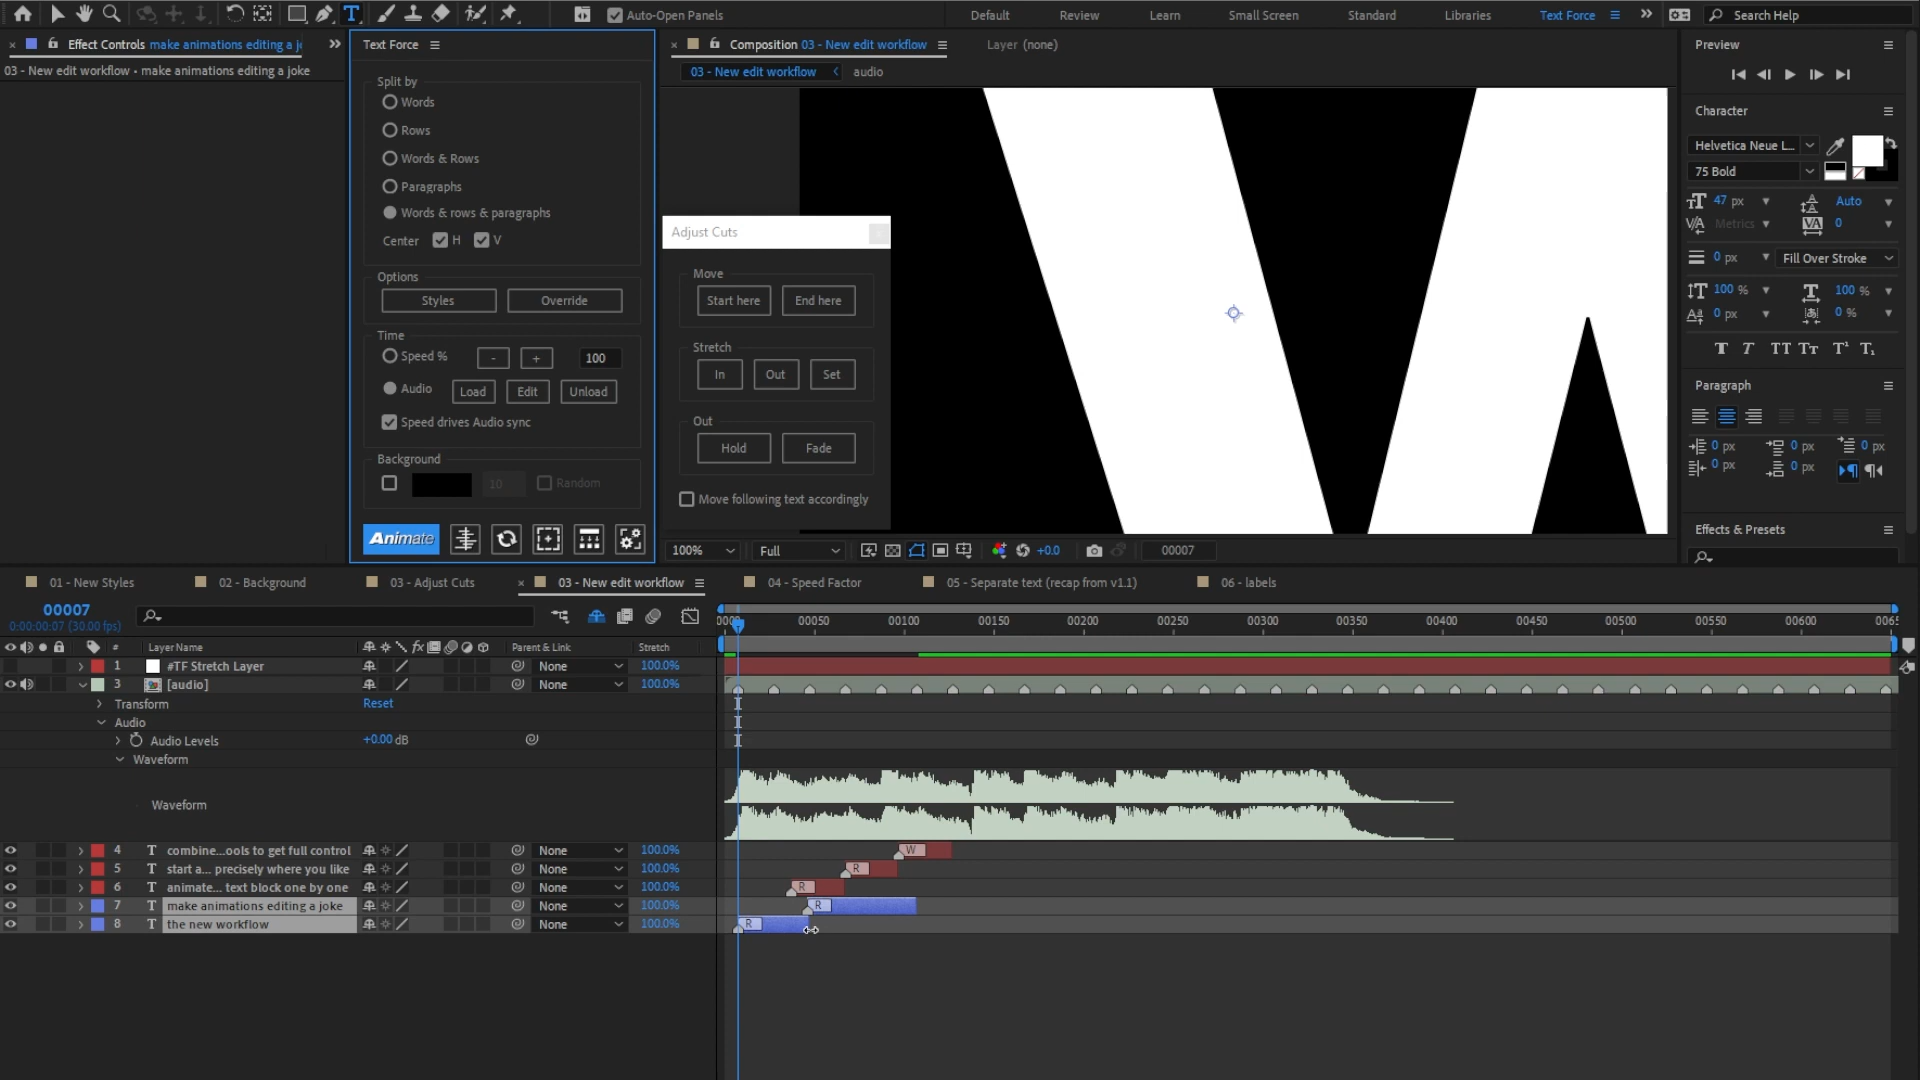 Auto-Open Panels
Default
Review
Learn
Small Screen
Standard
Libraries
Text Force
Search Help
Effect Controls make animations editing a j
03 - New edit workflow • make animations editing a joke
Text Force
Split by
Words
Rows
Words & Rows
Paragraphs
Words & rows & paragraphs
Center
H
V
Options
Styles
Override
Time
Speed %
-
+
100
Audio
Load
Edit
Unload
Speed drives Audio sync
Background
10
Random
Animate
Composition 03 - New edit workflow
Layer (none)
03 - New edit workflow
audio
Adjust Cuts
Move
Start here
End here
Stretch
In
Out
Set
Out
Hold
Fade
Move following text accordingly
100%
Full
+0.0
00007
Preview
Character
Helvetica Neue L...
75 Bold
47 px
Auto
Metrics
0
0 px
Fill Over Stroke
100 %
100 %
0 px
0 %
Paragraph
0 px
0 px
0 px
0 px
0 px
Effects & Presets
01 - New Styles
02 - Background
03 - Adjust Cuts
03 - New edit workflow
04 - Speed Factor
05 - Separate text (recap from v1.1)
06 - labels
00007
0:00:00:07 (30.00 fps)
0000
00050
00100
00150
00200
00250
00300
00350
00400
00450
00500
00550
00600
0065
#
Layer Name
Parent & Link
Stretch
1
#TF Stretch Layer
None
100.0%
3
[audio]
None
100.0%
Transform
Reset
Audio
Audio Levels
+0.00 dB
Waveform
Waveform
4
T
combine...ools to get full control
None
100.0%
W
5
T
start a... precisely where you like
None
100.0%
R
6
T
animate... text block one by one
None
100.0%
R
7
T
make animations editing a joke
None
100.0%
R
8
T
the new workflow
None
100.0%
R